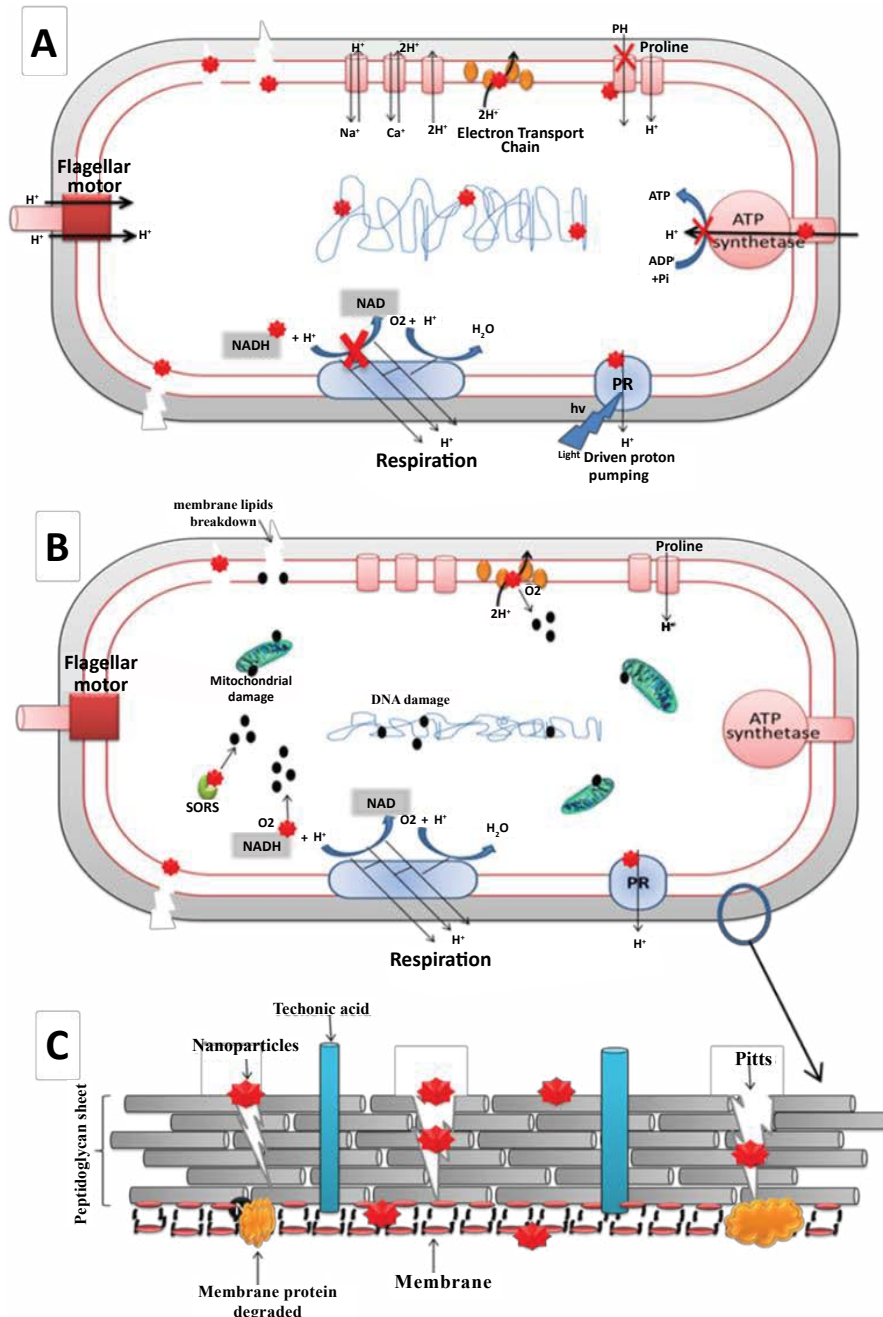 A
H⁺
2H⁺
PH
Proline
Na⁺
Ca⁺
2H⁺
2H⁺
Electron Transport
Chain
H⁺
Flagellar
motor
H⁺
H⁺
H⁺
ATP
H⁺
ADP
+Pi
ATP
synthetase
NAD
NADH
+ H⁺
O2 + H⁺
H₂O
H⁺
Respiration
PR
hv
H⁺
Light Driven proton
pumping
B
membrane lipids
breakdown
Proline
O2
2H⁺
H⁺
Flagellar
motor
Mitochondrial
damage
DNA damage
ATP
synthetase
SORS
NAD
O2
NADH
+ H⁺
O2 + H⁺
H₂O
H⁺
Respiration
PR
H⁺
C
Techonic acid
Nanoparticles
Pitts
Peptidoglycan sheet
Membrane protein
degraded
Membrane